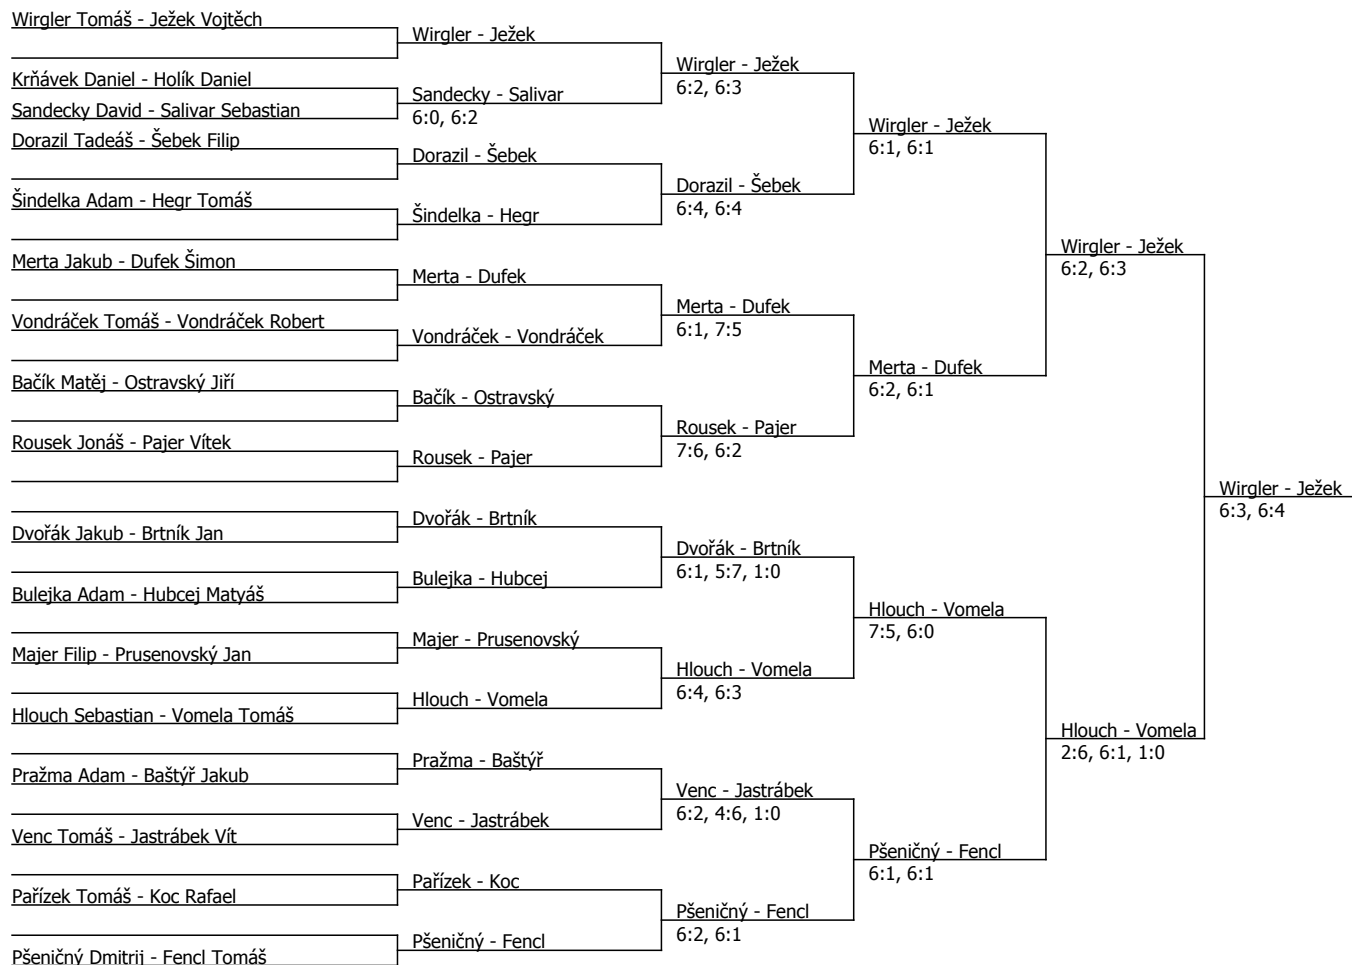 Wirgler Tomáš - Ježek Vojtěch
Krňávek Daniel - Holík Daniel
Sandecky David - Salivar Sebastian
Dorazil Tadeáš - Šebek Filip
Šindelka Adam - Hegr Tomáš
Merta Jakub - Dufek Šimon
Vondráček Tomáš - Vondráček Robert
Bačík Matěj - Ostravský Jiří
Rousek Jonáš - Pajer Vítek
Dvořák Jakub - Brtník Jan
Bulejka Adam - Hubcej Matyáš
Majer Filip - Prusenovský Jan
Hlouch Sebastian - Vomela Tomáš
Pražma Adam - Baštýř Jakub
Venc Tomáš - Jastrábek Vít
Pařízek Tomáš - Koc Rafael
Pšeničný Dmitrij - Fencl Tomáš
Wirgler - Ježek
Sandecky - Salivar
6:0, 6:2
Dorazil - Šebek
Šindelka - Hegr
Merta - Dufek
Vondráček - Vondráček
Bačík - Ostravský
Rousek - Pajer
Dvořák - Brtník
Bulejka - Hubcej
Majer - Prusenovský
Hlouch - Vomela
Pražma - Baštýř
Venc - Jastrábek
Pařízek - Koc
Pšeničný - Fencl
Wirgler - Ježek
6:2, 6:3
Dorazil - Šebek
6:4, 6:4
Merta - Dufek
6:1, 7:5
Rousek - Pajer
7:6, 6:2
Dvořák - Brtník
6:1, 5:7, 1:0
Hlouch - Vomela
6:4, 6:3
Venc - Jastrábek
6:2, 4:6, 1:0
Pšeničný - Fencl
6:2, 6:1
Wirgler - Ježek
6:1, 6:1
Merta - Dufek
6:2, 6:1
Hlouch - Vomela
7:5, 6:0
Pšeničný - Fencl
6:1, 6:1
Wirgler - Ježek
6:2, 6:3
Hlouch - Vomela
2:6, 6:1, 1:0
Wirgler - Ježek
6:3, 6:4